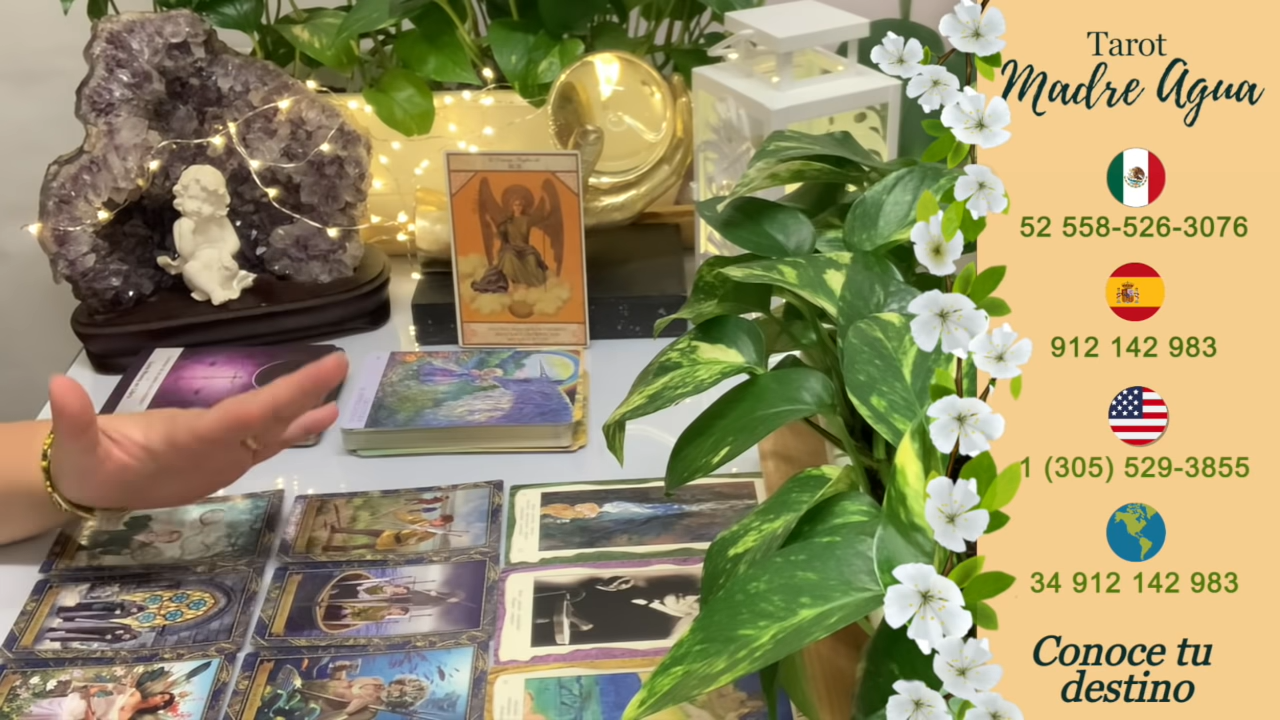 Tarot
Madre Agua
52 558-526-3076
912 142 983
1 (305) 529-3855
34 912 142 983
Conoce tu
destino